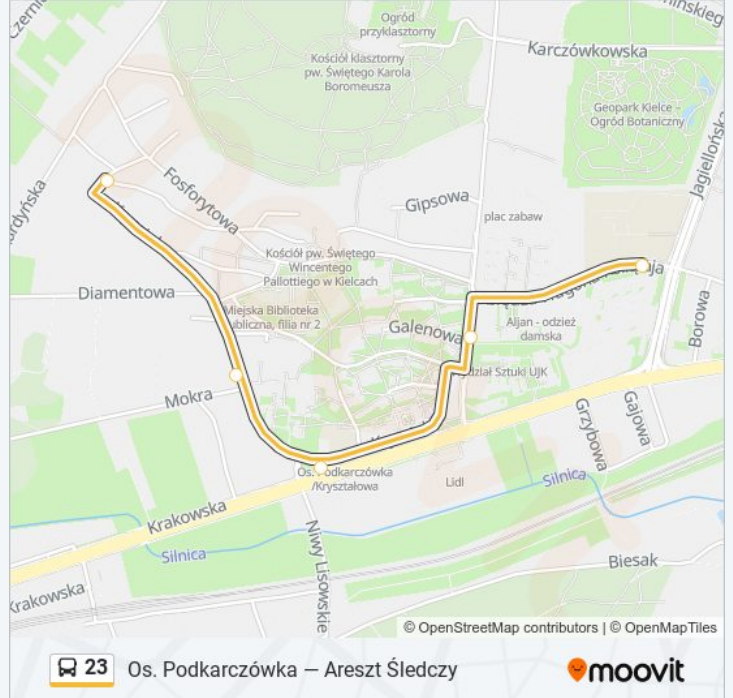 Ogród
przyklasztorny
Karczówkowska
Kościół klasztorny
pw. Świętego Karola
Boromeusza
Geopark Kielce –
Ogród Botaniczny
Jagiellońska
Fosforytowa
Gipsowa
plac zabaw
Kościół pw. Świętego
Wincentego
Pallottiego w Kielcach
Diamentowa
Miejska Biblioteka
filia nr 2
Galenowa
Aljan - odzież
damska
Borowa
Sztuki UJK
Mokra
Grzybowa
Gajowa
Os. Podkarczówka
/Kryształowa
Lidl
Silnica
Krakowska
Silnica
Niwy Lisowskie
Biesak
Krakowska
© OpenStreetMap contributors | © OpenMapTiles
23 Os. Podkarczówka — Areszt Śledczy
moovit